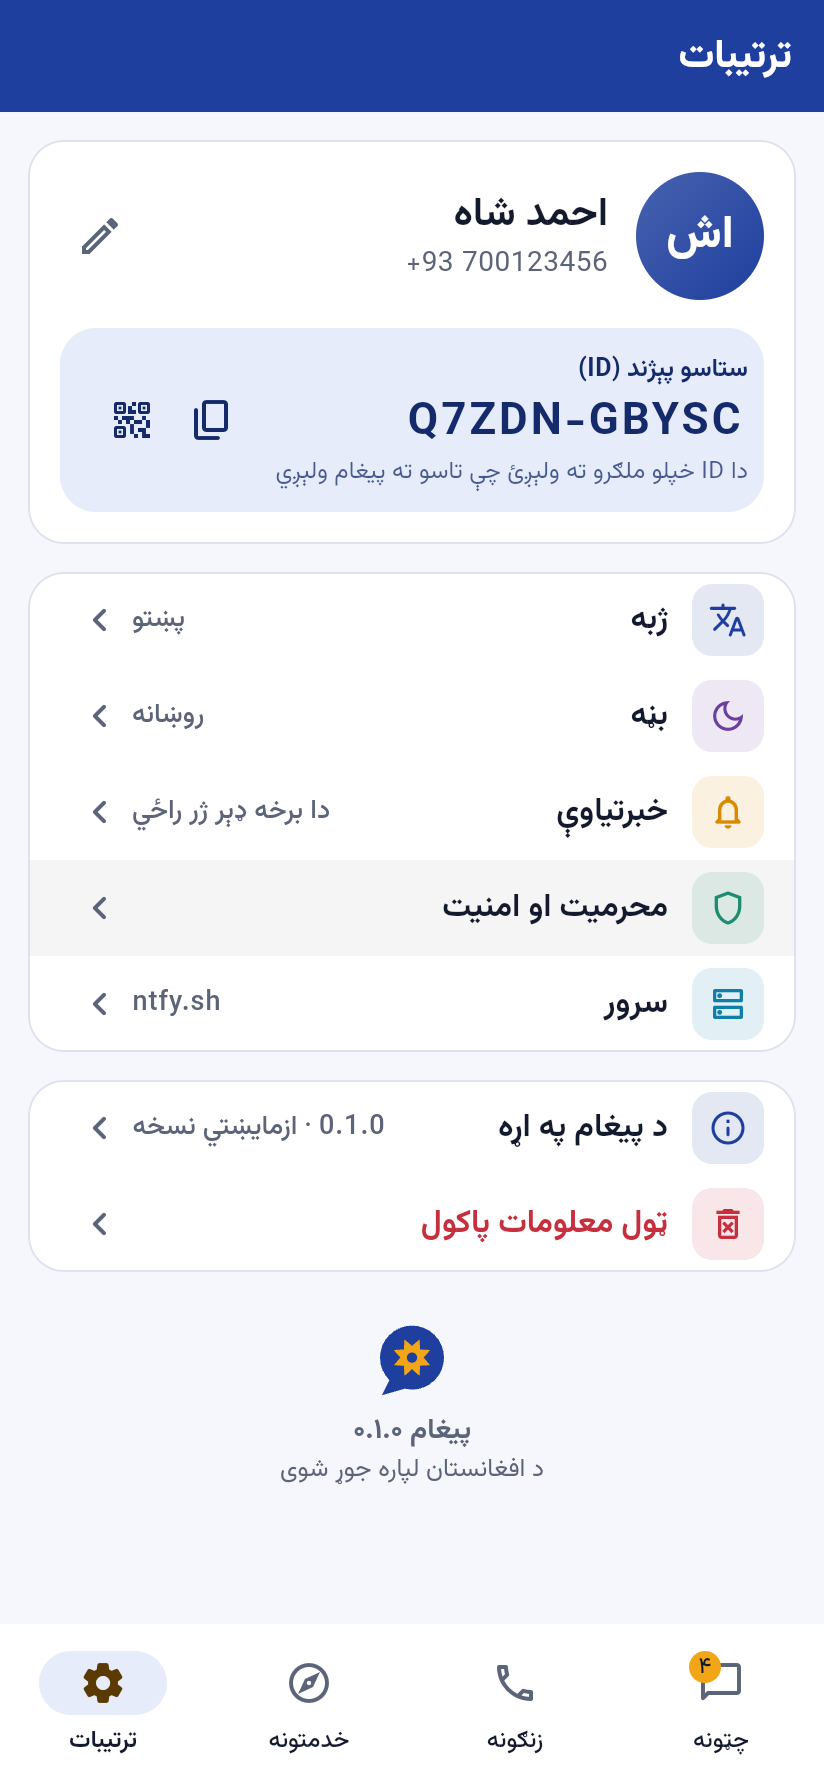 ترتیبات
اش
احمد شاه
+93 700123456
ستاسو پېژند (ID)
Q7ZDN-GBYSC
دا ID خپلو ملګرو ته ولېږئ چې تاسو ته پیغام ولېږي
ژبه
پښتو
بڼه
روښانه
خبرتیاوې
دا برخه ډېر ژر راځي
محرمیت او امنیت
سرور
ntfy.sh
د پیغام په اړه
0.1.0 · ازمایښتي نسخه
ټول معلومات پاکول
پیغام ۰.۱.۰
د افغانستان لپاره جوړ شوی
۴
چټونه
زنګونه
خدمتونه
ترتیبات